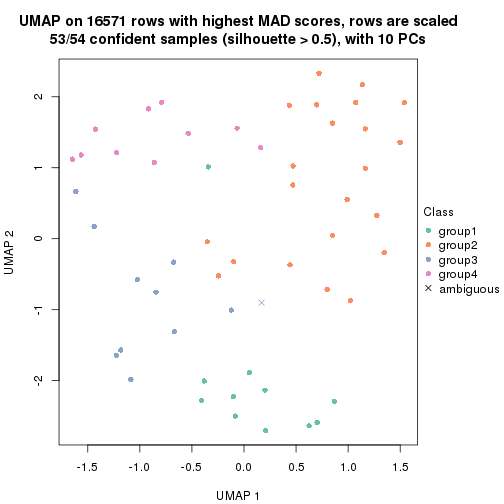 UMAP on 16571 rows with highest MAD scores, rows are scaled
53/54 confident samples (silhouette > 0.5), with 10 PCs
2
1
0
-1
-2
UMAP 2
-1.5 -1.0 -0.5 0.0 0.5 1.0 1.5
UMAP 1
Class
group1
group2
group3
group4
ambiguous